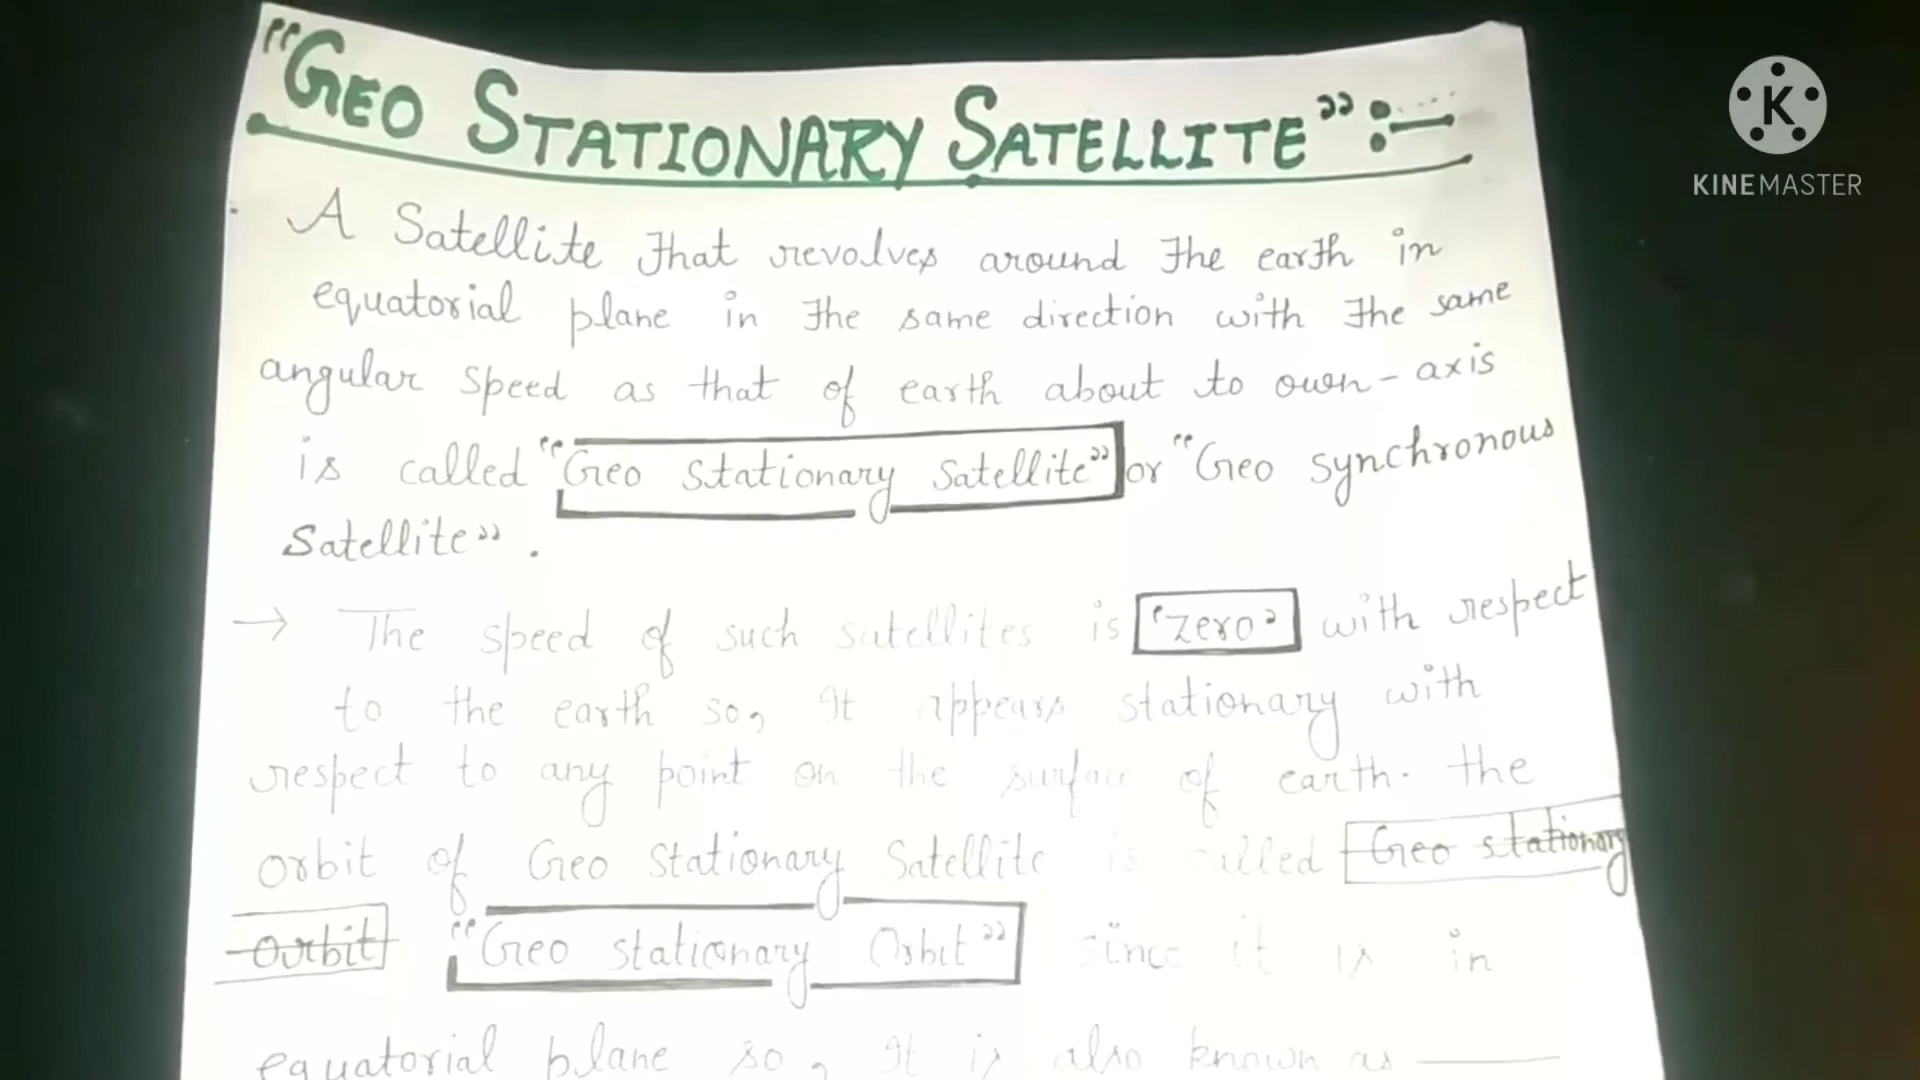 "GEO STATIONARY SATELLITE" :-
A Satellite that revolves around the earth in
equatorial plane in the same direction with the same
angular speed as that of earth about to own-axis
is called "Geo Stationary Satellite" or "Geo synchronous
Satellite".
→ The speed of such satellites is 'Zero' with respect
to the earth so, It appears stationary with
respect to any point on the surface of earth. the
orbit of Geo Stationary Satellite is called Geo stationary
orbit "Geo stationary Orbit" since it is in
equatorial plane so, It is also known as ——
K
KINEMASTER